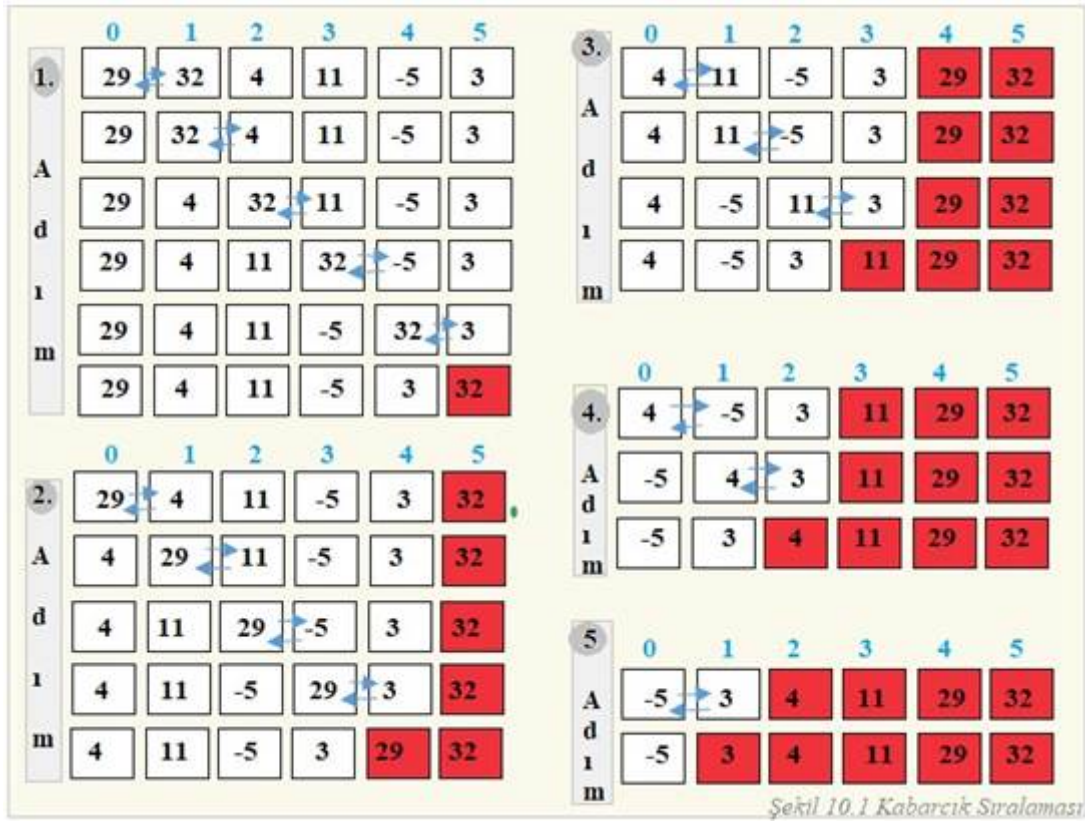 0 1 2 3 4 5
1. Adım
29 32 4 11 -5 3
29 32 4 11 -5 3
29 4 32 11 -5 3
29 4 11 32 -5 3
29 4 11 -5 32 3
29 4 11 -5 3 32
0 1 2 3 4 5
2. Adım
29 4 11 -5 3 32
4 29 11 -5 3 32
4 11 29 -5 3 32
4 11 -5 29 3 32
4 11 -5 3 29 32
0 1 2 3 4 5
3. Adım
4 11 -5 3 29 32
4 11 -5 3 29 32
4 -5 11 3 29 32
4 -5 3 11 29 32
0 1 2 3 4 5
4. Adım
4 -5 3 11 29 32
-5 4 3 11 29 32
-5 3 4 11 29 32
0 1 2 3 4 5
5 Adım
-5 3 4 11 29 32
-5 3 4 11 29 32
Şekil 10.1 Kabarcık Sıralaması